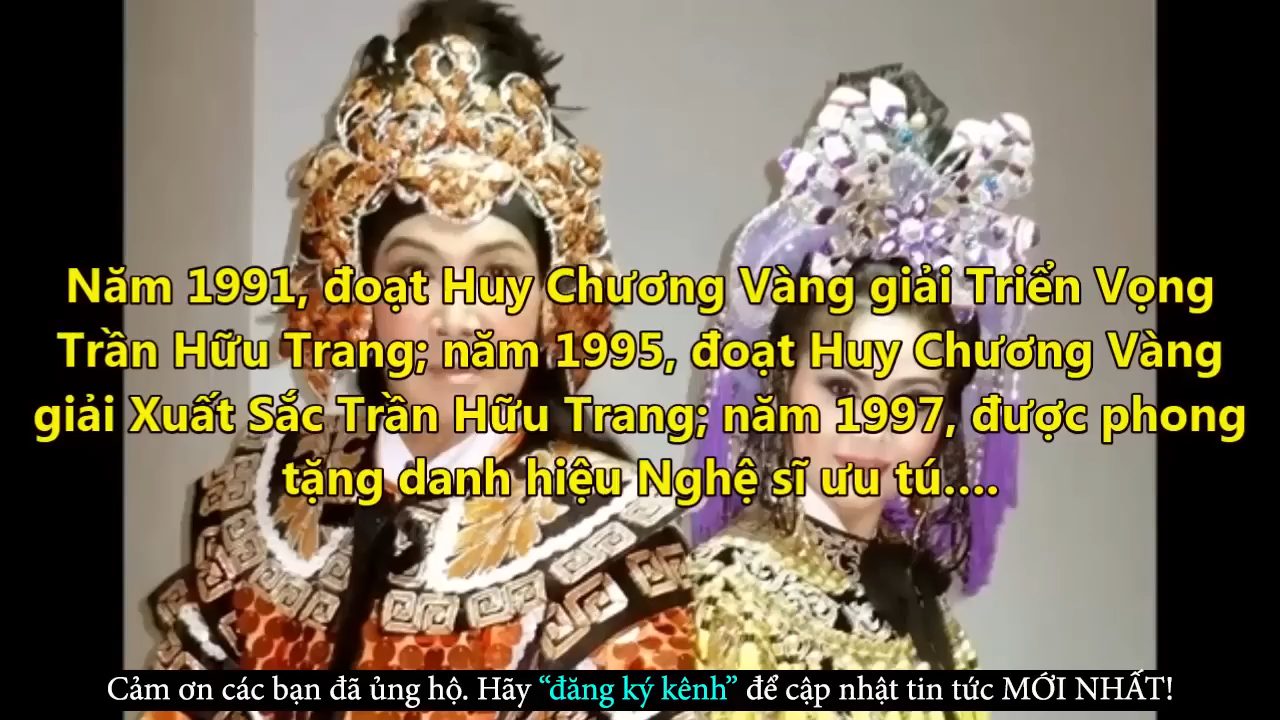 Năm 1991, đoạt Huy Chương Vàng giải Triển Vọng
Trần Hữu Trang; năm 1995, đoạt Huy Chương Vàng
giải Xuất Sắc Trần Hữu Trang; năm 1997, được phong
tặng danh hiệu Nghệ sĩ ưu tú....
Cảm ơn các bạn đã ủng hộ. Hãy “đăng ký kênh” để cập nhật tin tức MỚI NHẤT!